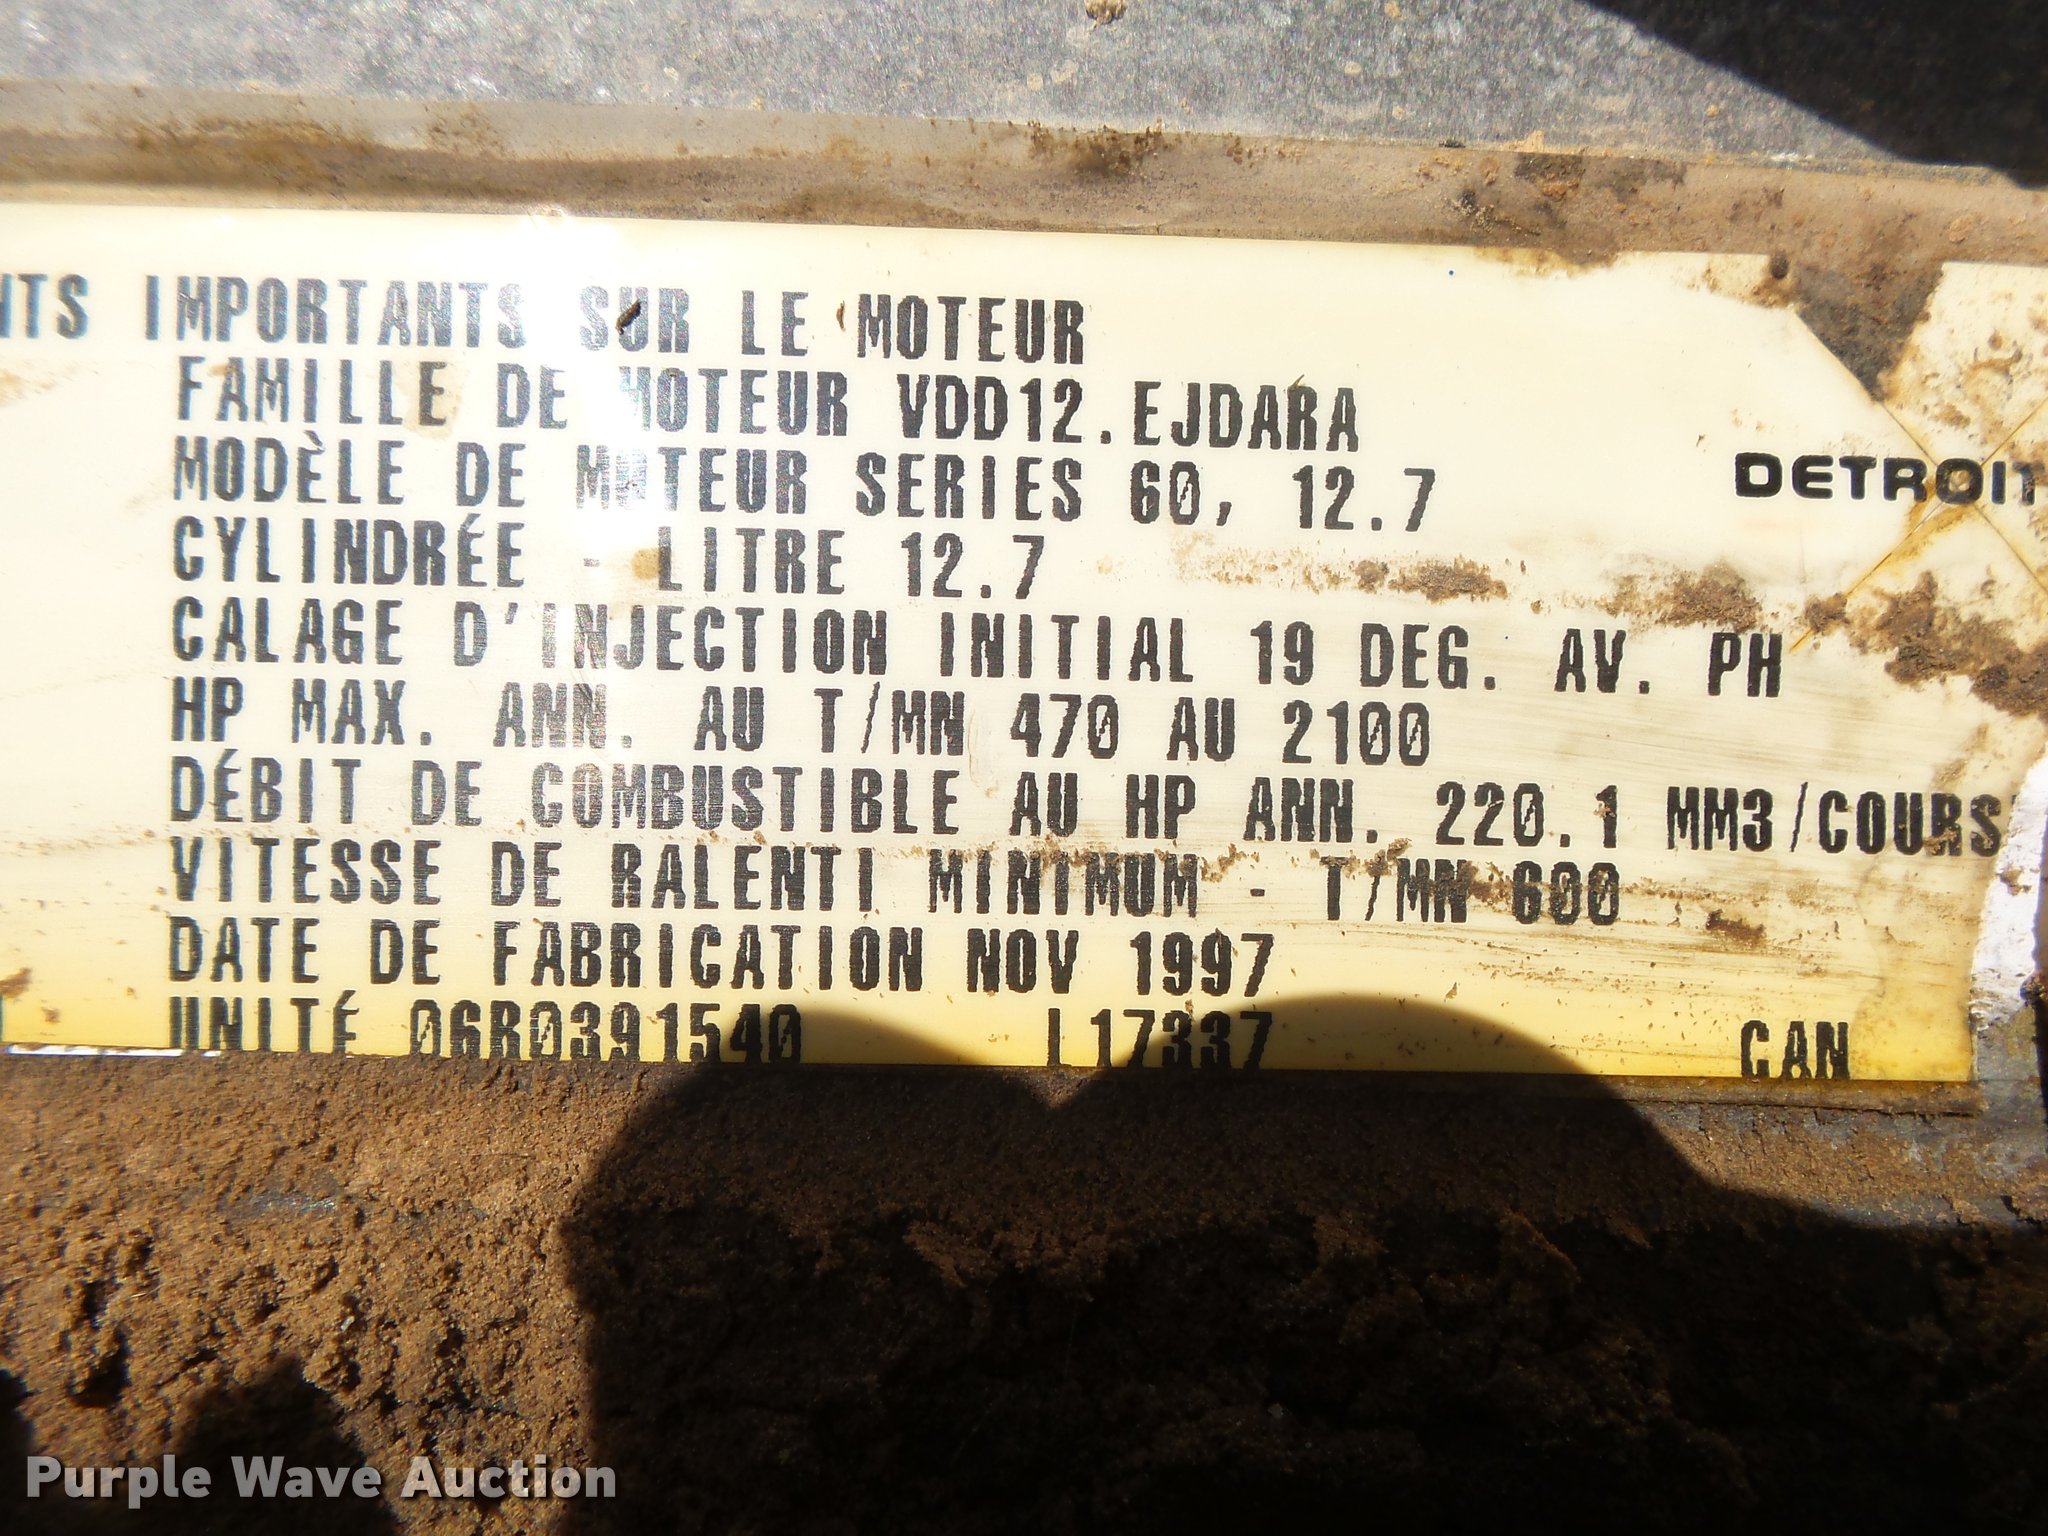 NTS IMPORTANTS SUR LE MOTEUR
FAMILLE DE MOTEUR VDD12.EJDARA
MODÈLE DE MOTEUR SERIES 60, 12.7
DETROIT
CYLINDRÉE - LITRE 12.7
CALAGE D'INJECTION INITIAL 19 DEG. AV. PH
HP MAX. ANN. AU T/MN 470 AU 2100
DÉBIT DE COMBUSTIBLE AU HP ANN. 220.1 MM3/COURS
VITESSE DE RALENTI MINIMUM - T/MN 600
DATE DE FABRICATION NOV 1997
UNITÉ 06R0391540 L17337 CAN
Purple Wave Auction